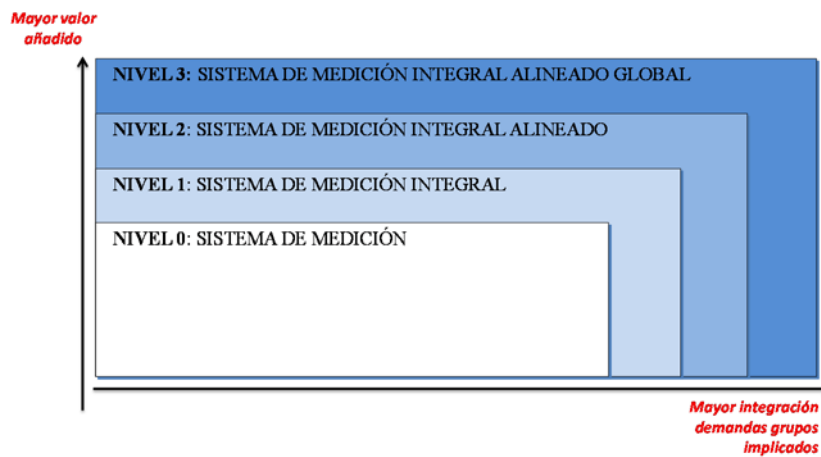 Mayor valor
añadido
NIVEL 3: SISTEMA DE MEDICIÓN INTEGRAL ALINEADO GLOBAL
NIVEL 2: SISTEMA DE MEDICIÓN INTEGRAL ALINEADO
NIVEL 1: SISTEMA DE MEDICIÓN INTEGRAL
NIVEL 0: SISTEMA DE MEDICIÓN
Mayor integración
demandas grupos
implicados